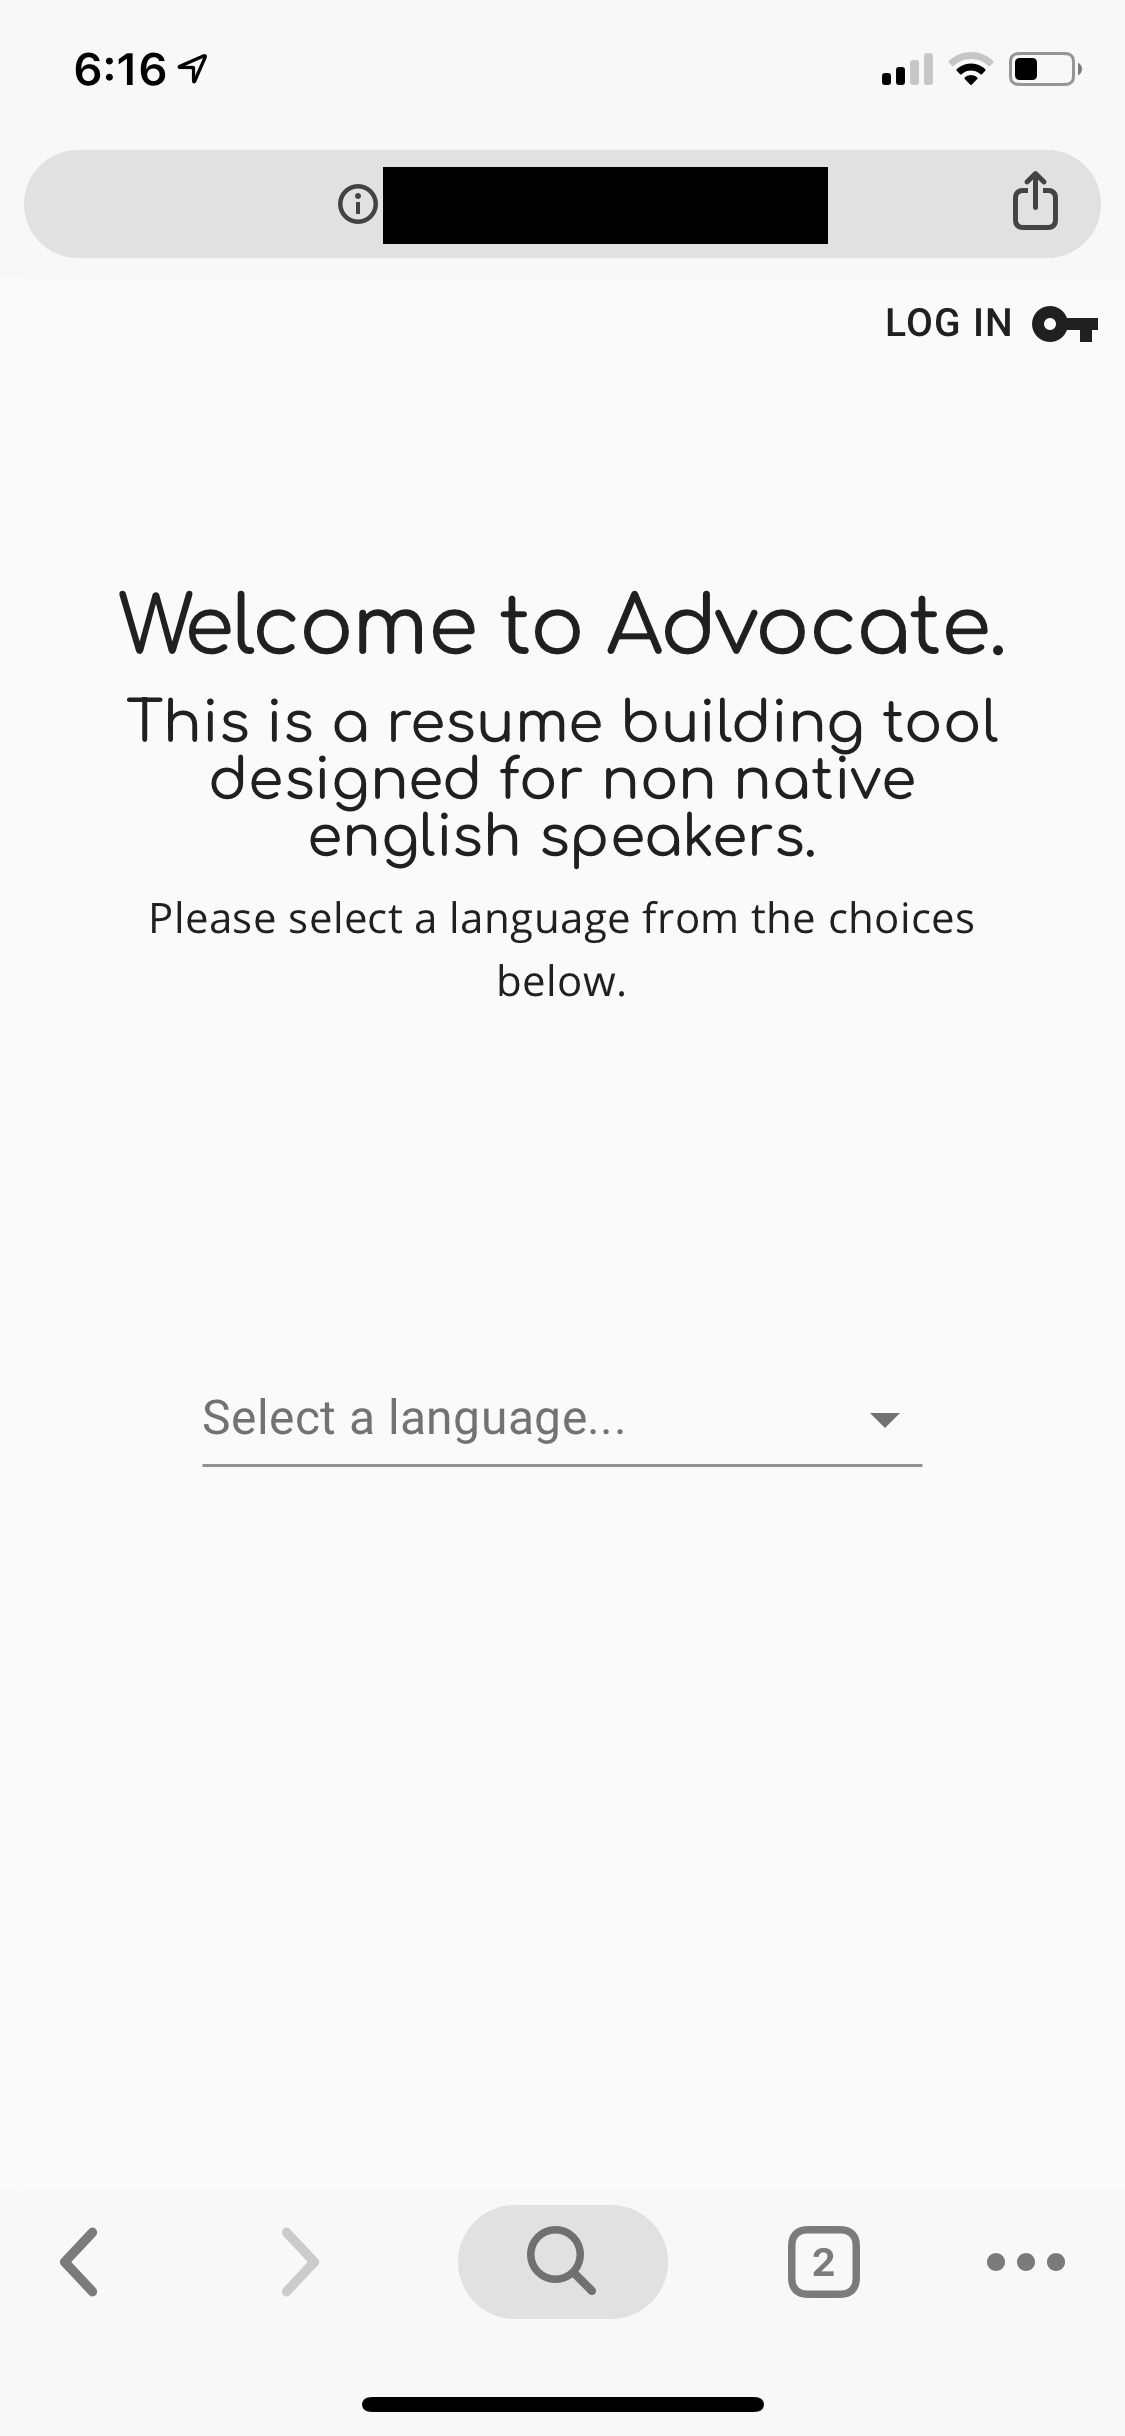 6:16
LOG IN
Welcome to Advocate.
This is a resume building tool
designed for non native
english speakers.
Please select a language from the choices
below.
Select a language...
2